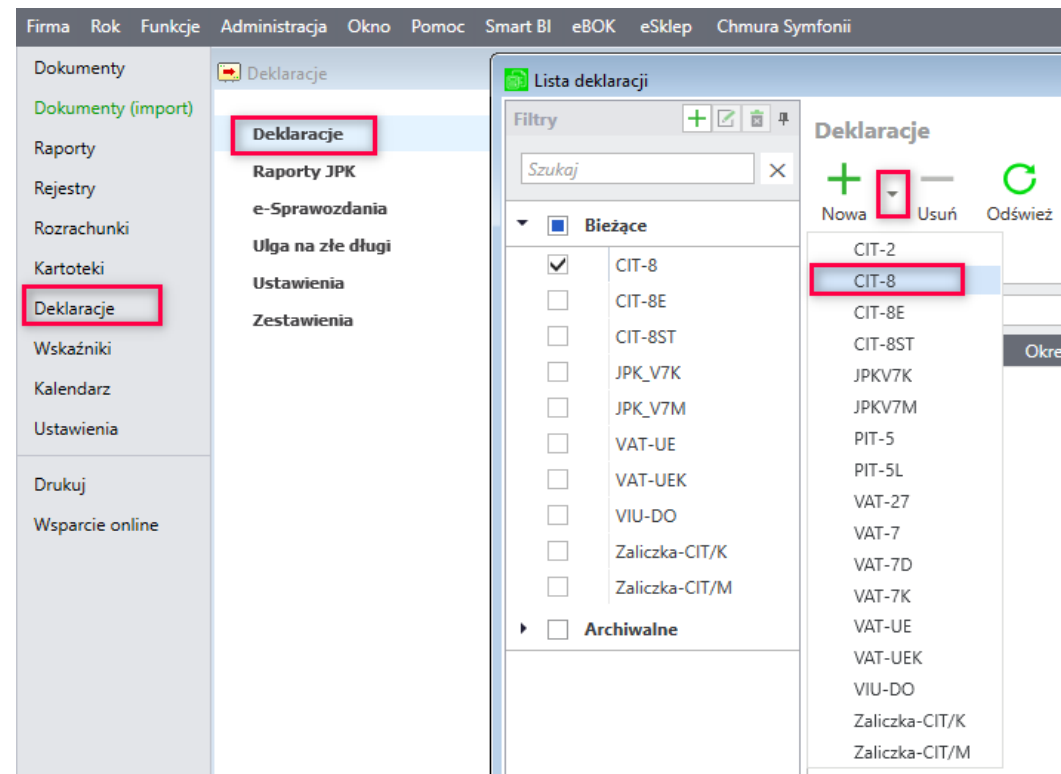 Firma Rok Funkcje Administracja Okno Pomoc Smart BI eBOK eSklep Chmura Symfonii
Dokumenty
Dokumenty (import)
Raporty
Rejestry
Rozrachunki
Kartoteki
Deklaracje
Wskaźniki
Kalendarz
Ustawienia
Drukuj
Wsparcie online
Deklaracje
Deklaracje
Raporty JPK
e-Sprawozdania
Ulga na złe długi
Ustawienia
Zestawienia
Lista deklaracji
Filtry
Szukaj
Bieżące
CIT-8
CIT-8E
CIT-8ST
JPK_V7K
JPK_V7M
VAT-UE
VAT-UEK
VIU-DO
Zaliczka-CIT/K
Zaliczka-CIT/M
Archiwalne
Deklaracje
Nowa Usuń Odśwież
CIT-2
CIT-8
CIT-8E
CIT-8ST
JPKV7K
JPKV7M
PIT-5
PIT-5L
VAT-27
VAT-7
VAT-7D
VAT-7K
VAT-UE
VAT-UEK
VIU-DO
Zaliczka-CIT/K
Zaliczka-CIT/M
Okre